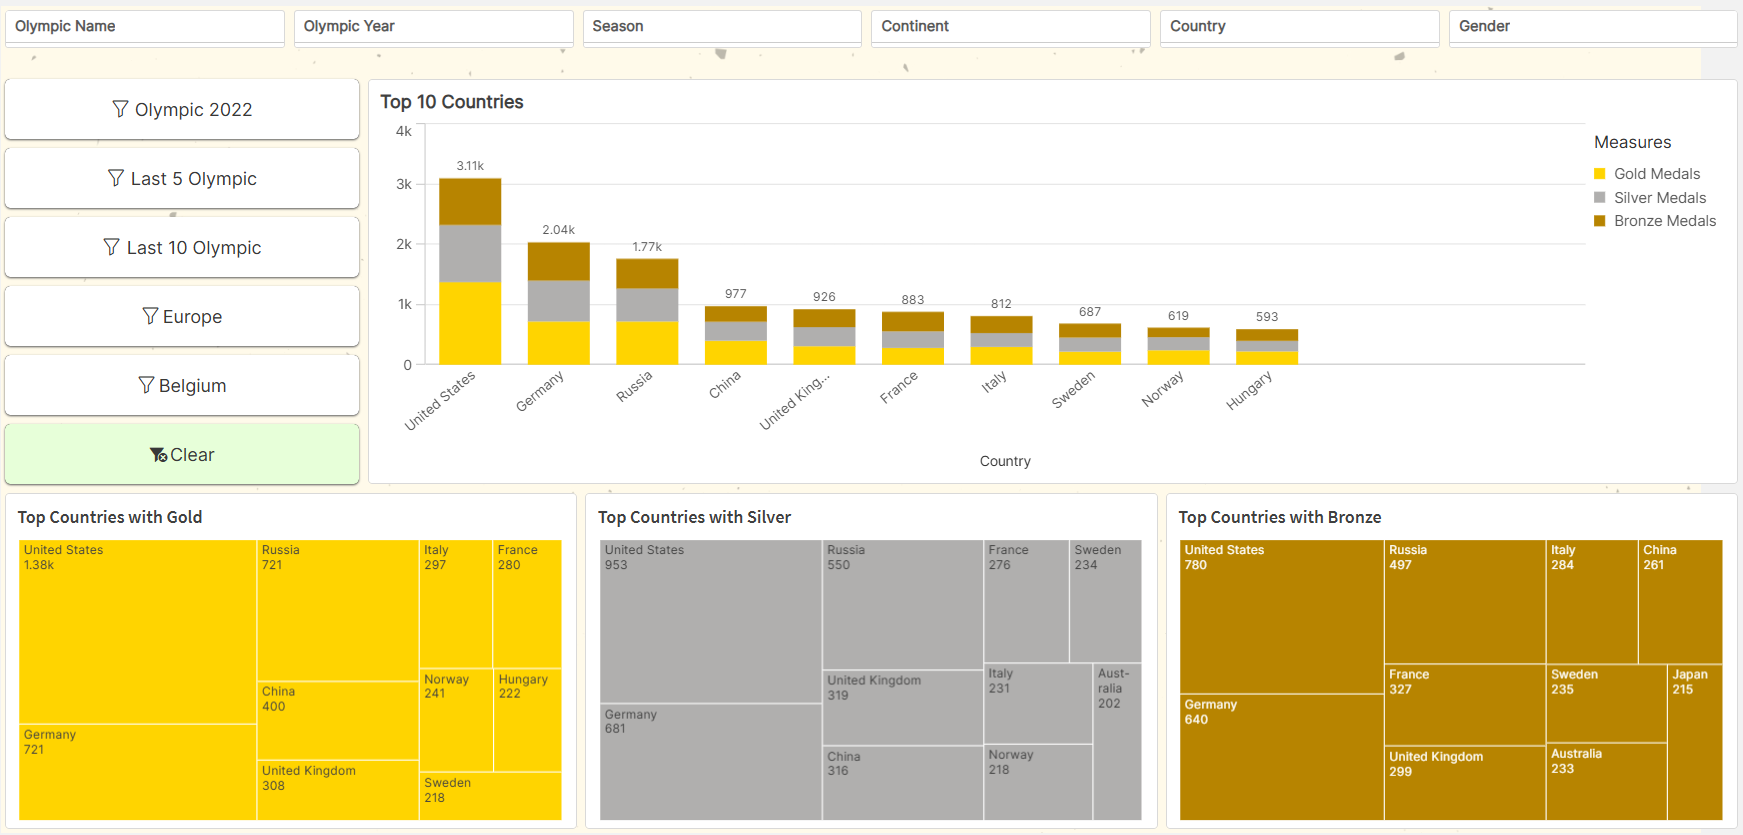 Olympic Name
Olympic Year
Season
Continent
Country
Gender
Olympic 2022
Last 5 Olympic
Last 10 Olympic
Europe
Belgium
Clear
Top 10 Countries
4k
3k
2k
1k
0
3.11k
2.04k
1.77k
977
926
883
812
687
619
593
United States
Germany
Russia
China
United King...
France
Italy
Sweden
Norway
Hungary
Country
Measures
Gold Medals
Silver Medals
Bronze Medals
Top Countries with Gold
United States
1.38k
Germany
721
Russia
721
China
400
United Kingdom
308
Italy
297
France
280
Norway
241
Hungary
222
Sweden
218
Top Countries with Silver
United States
953
Germany
681
Russia
550
United Kingdom
319
China
316
France
276
Sweden
234
Italy
231
Norway
218
Aust-
ralia
202
Top Countries with Bronze
United States
780
Germany
640
Russia
497
France
327
United Kingdom
299
Italy
284
China
261
Sweden
235
Australia
233
Japan
215